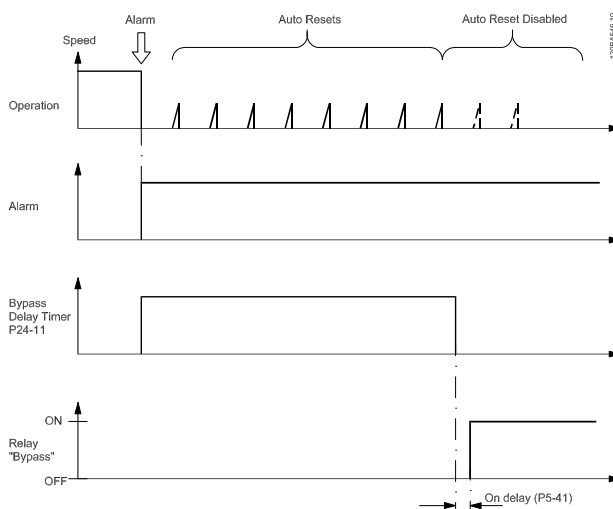 Alarm
Auto Resets
Auto Reset Disabled
Speed
Operation
Alarm
Bypass
Delay Timer
P24-11
ON
Relay
"Bypass"
OFF
On delay (P5-41)